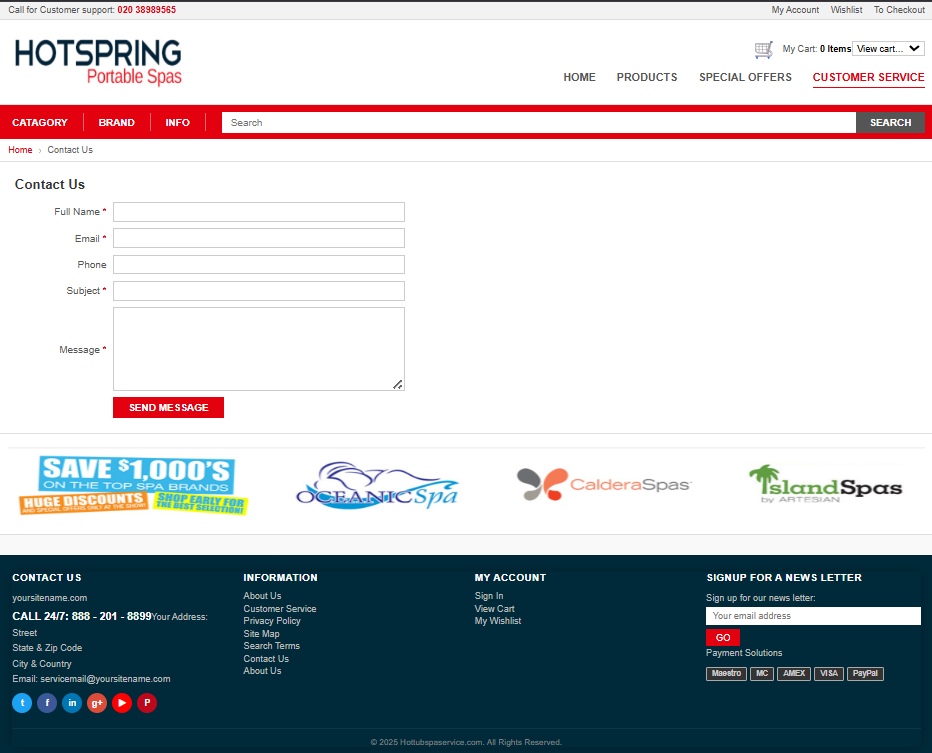 Call for Customer support: 020 38989565
My Account Wishlist To Checkout
HOTSPRING
Portable Spas
My Cart: 0 Items View cart...
HOME PRODUCTS SPECIAL OFFERS CUSTOMER SERVICE
CATAGORY BRAND INFO Search SEARCH
Home › Contact Us
Contact Us
Full Name *
Email *
Phone
Subject *
Message *
SEND MESSAGE
SAVE $1,000'S
ON THE TOP SPA BRANDS
HUGE DISCOUNTS
AND SPECIAL OFFERS ONLY AT THE SHOW!
SHOP EARLY FOR
THE BEST SELECTION!
OCEANIC Spa
CalderaSpas
Island Spas
by ARTESIAN
CONTACT US
yoursitename.com
CALL 24/7: 888 - 201 - 8899Your Address:
Street
State & Zip Code
City & Country
Email: servicemail@yoursitename.com
t f in g+ P
INFORMATION
About Us
Customer Service
Privacy Policy
Site Map
Search Terms
Contact Us
About Us
MY ACCOUNT
Sign In
View Cart
My Wishlist
SIGNUP FOR A NEWS LETTER
Sign up for our news letter:
Your email address
GO
Payment Solutions
Maestro MC AMEX VISA PayPal
© 2025 Hottubspaservice.com. All Rights Reserved.